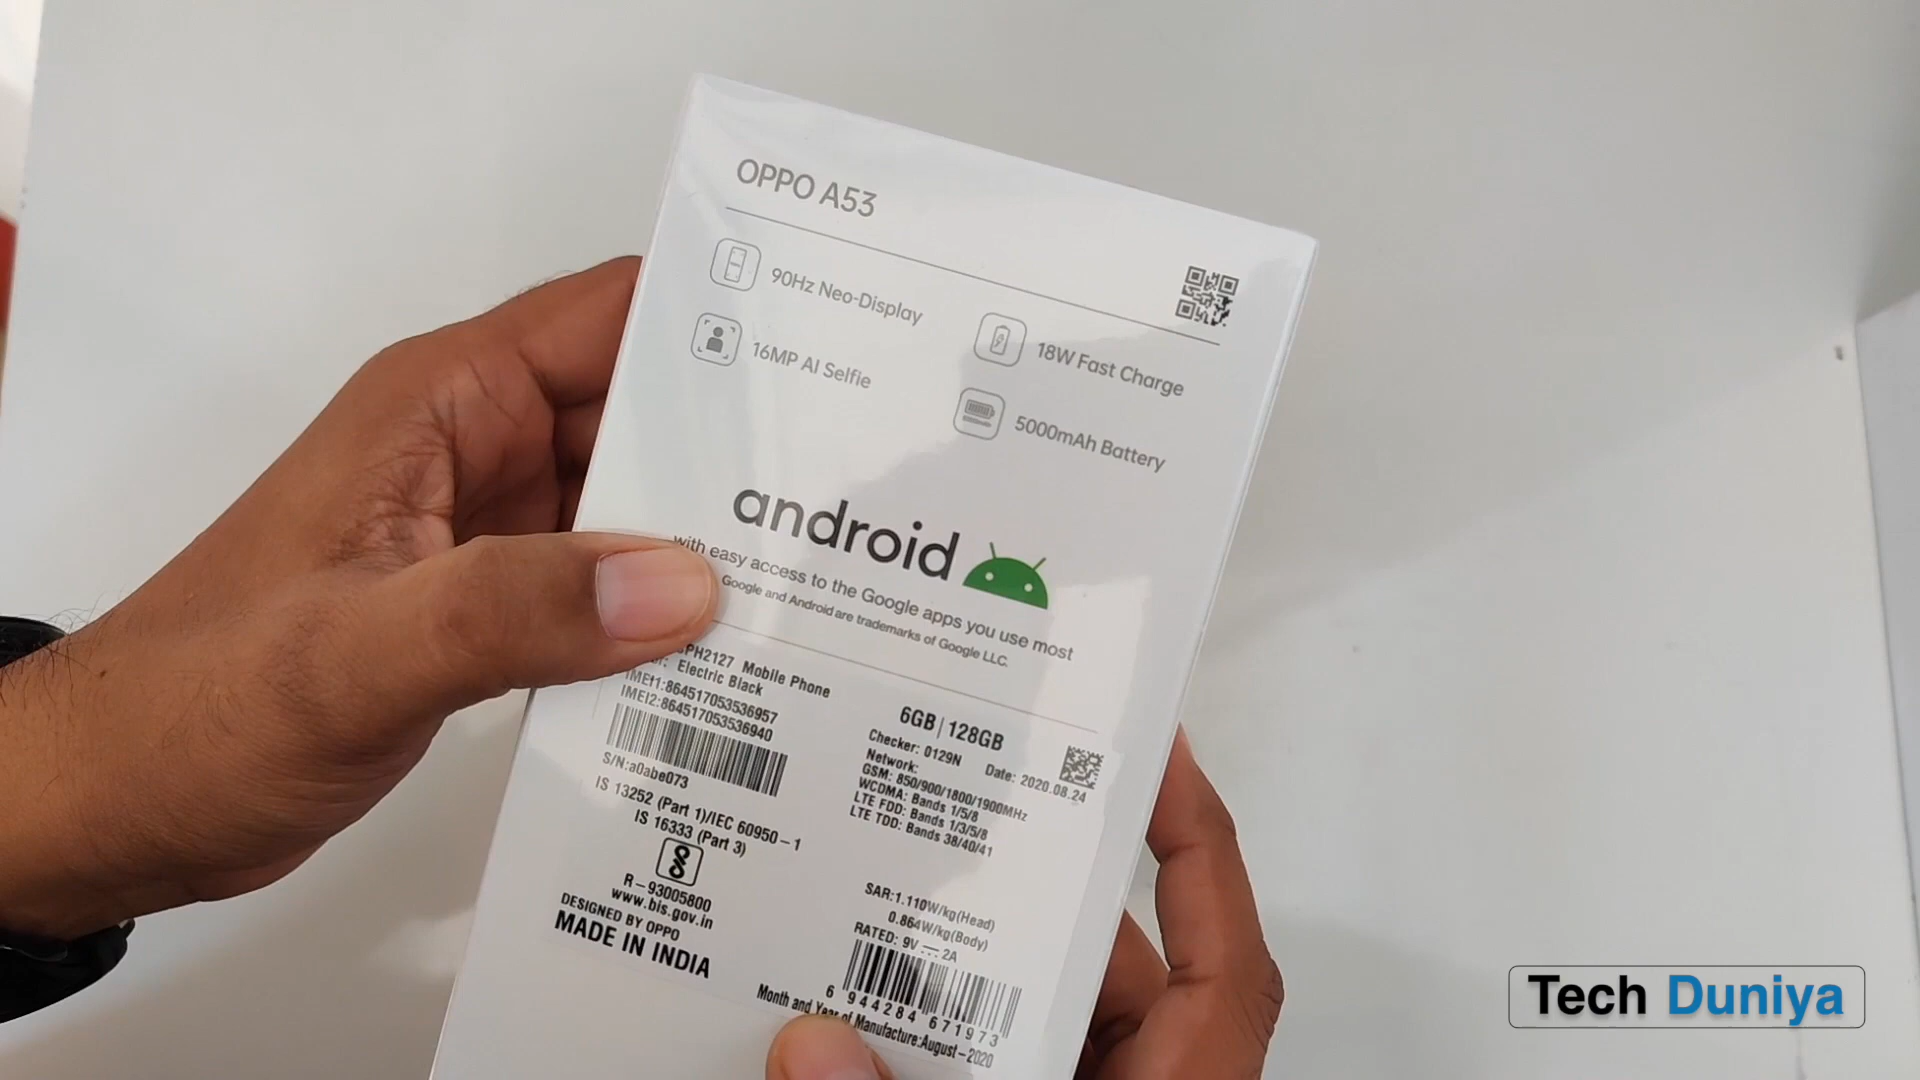 OPPO A53
90Hz Neo-Display
18W Fast Charge
16MP AI Selfie
5000mAh Battery
android
with easy access to the Google apps you use most
Google and Android are trademarks of Google LLC.
PH2127 Mobile Phone
Electric Black
IMEI1:864517053536957
IMEI2:864517053536940
S/N:a0abe073
IS 13252 (Part 1)/IEC 60950-1
IS 16333 (Part 3)
R-93005800
www.bis.gov.in
DESIGNED BY OPPO
MADE IN INDIA
6GB|128GB
Checker: 0129N Date: 2020.08.24
Network:
GSM: 850/900/1800/1900MHz
WCDMA: Bands 1/5/8
LTE FDD: Bands 1/3/5/8
LTE TDD: Bands 38/40/41
SAR:1.110W/kg(Head)
0.864W/kg(Body)
RATED: 9V 2A
6 944284 671973
Month and Year of Manufacture:August-2020
Tech Duniya